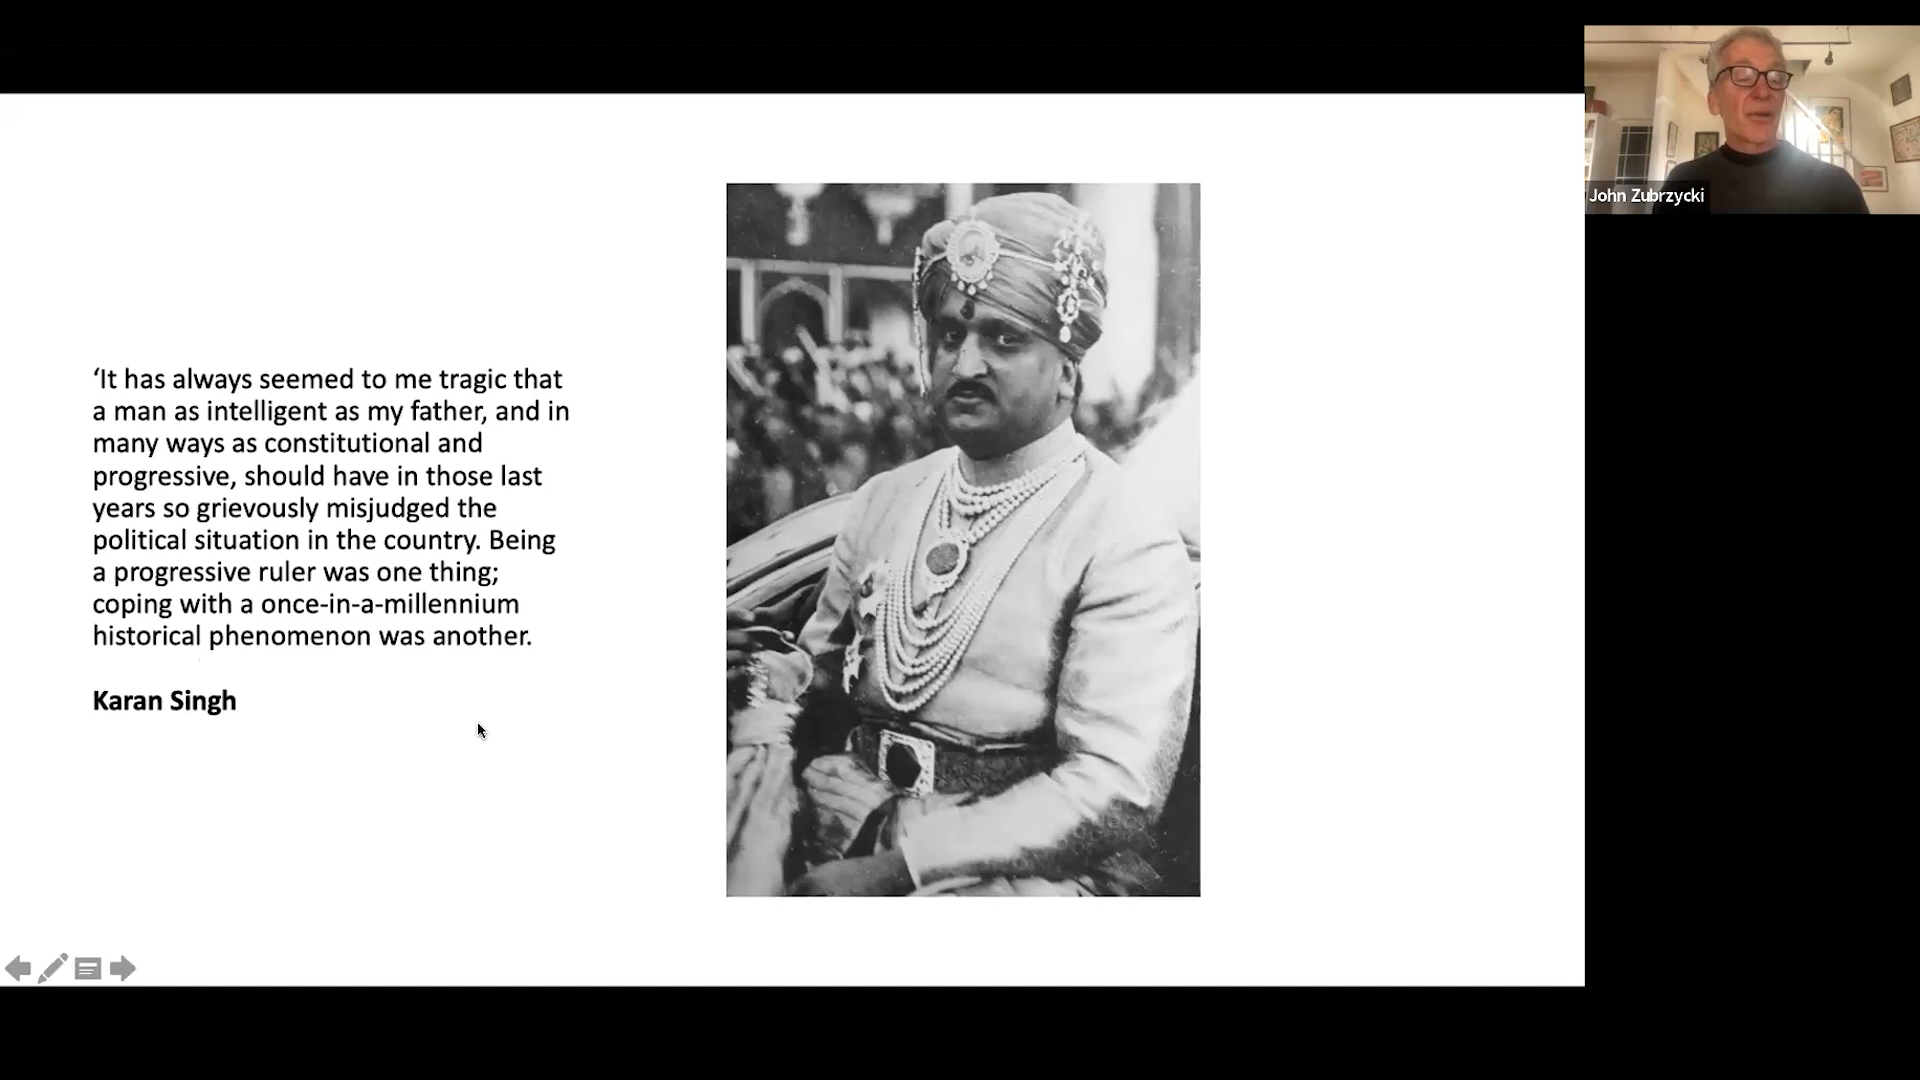 John Zubrzycki
‘It has always seemed to me tragic that
a man as intelligent as my father, and in
many ways as constitutional and
progressive, should have in those last
years so grievously misjudged the
political situation in the country. Being
a progressive ruler was one thing;
coping with a once-in-a-millennium
historical phenomenon was another.
Karan Singh